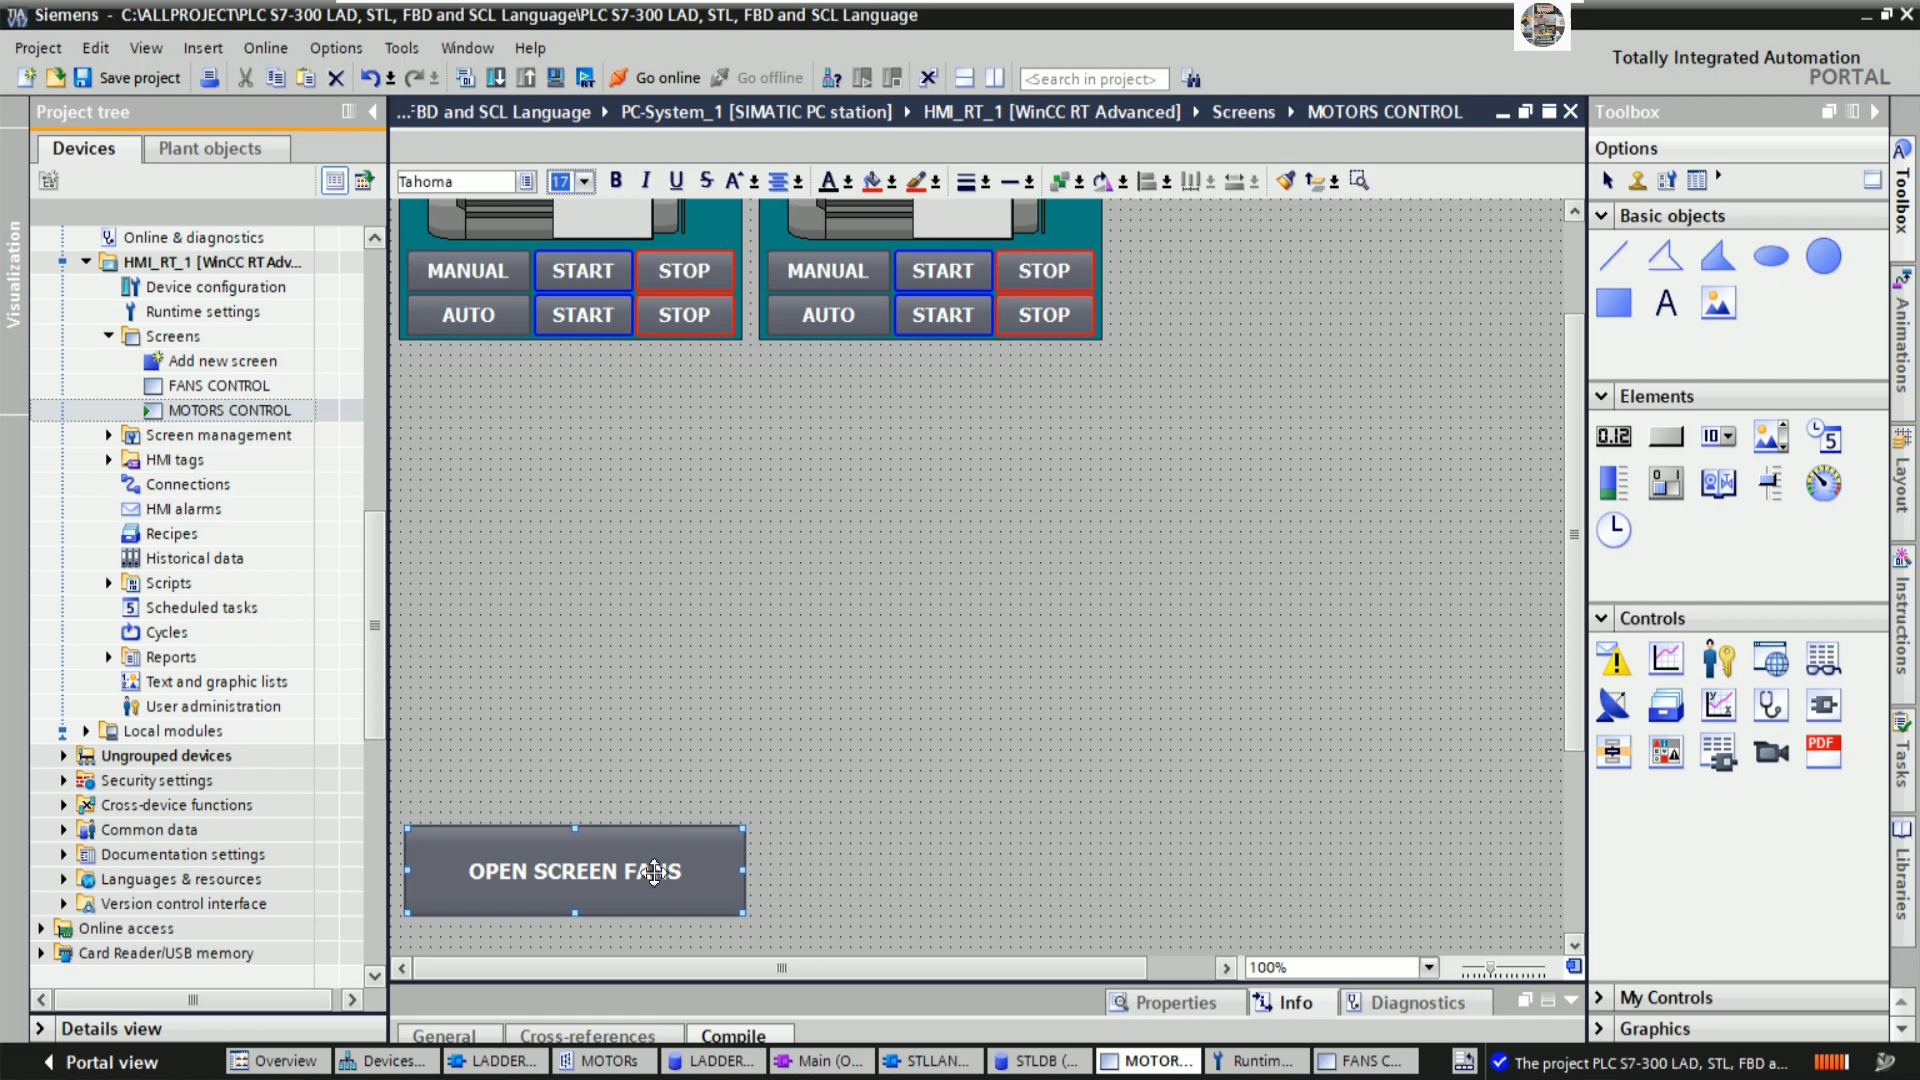 Siemens - C:\ALLPROJECT\PLC S7-300 LAD, STL, FBD and SCL Language\PLC S7-300 LAD, STL, FBD and SCL Language
Project Edit View Insert Online Options Tools Window Help
Totally Integrated Automation
PORTAL
Save project Go online Go offline <Search in project>
Project tree
...FBD and SCL Language PC-System_1 [SIMATIC PC station] HMI_RT_1 [WinCC RT Advanced] Screens MOTORS CONTROL
Toolbox
Devices Plant objects
Options
Tahoma 17
Basic objects
Visualization
Online & diagnostics
HMI_RT_1 [WinCC RT Adv...
Device configuration
Runtime settings
Screens
Add new screen
FANS CONTROL
MOTORS CONTROL
Screen management
HMI tags
Connections
HMI alarms
Recipes
Historical data
Scripts
Scheduled tasks
Cycles
Reports
Text and graphic lists
User administration
Local modules
Ungrouped devices
Security settings
Cross-device functions
Common data
Documentation settings
Languages & resources
Version control interface
Online access
Card Reader/USB memory
Details view
MANUAL START STOP
AUTO START STOP
MANUAL START STOP
AUTO START STOP
OPEN SCREEN FANS
100%
Properties Info Diagnostics
General Cross-references Compile
Elements
Controls
PDF
My Controls
Graphics
Toolbox
Animations
Layout
Instructions
Tasks
Libraries
Portal view Overview Devices... LADDER... MOTORs LADDER... Main (O... STLLAN... STLDB (... MOTOR... Runtim... FANS C... The project PLC S7-300 LAD, STL, FBD a...